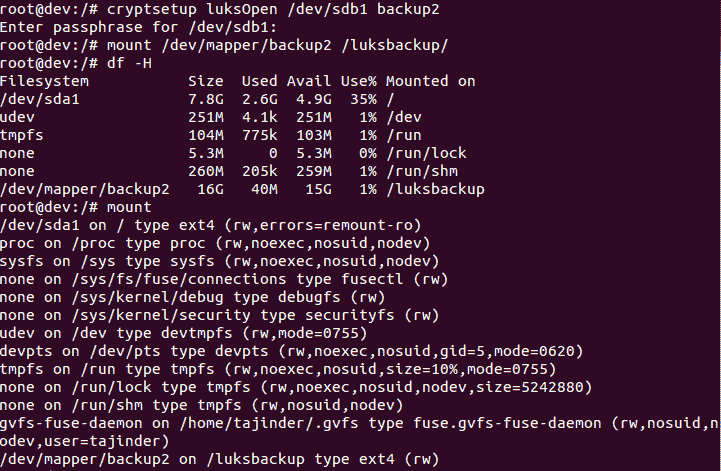 root@dev:/# cryptsetup luksOpen /dev/sdb1 backup2
Enter passphrase for /dev/sdb1:
root@dev:/# mount /dev/mapper/backup2 /luksbackup/
root@dev:/# df -H
Filesystem           Size  Used Avail Use% Mounted on
/dev/sda1            7.8G  2.6G  4.9G  35% /
udev                 251M  4.1k  251M   1% /dev
tmpfs                104M  775k  103M   1% /run
none                 5.3M     0  5.3M   0% /run/lock
none                 260M  205k  259M   1% /run/shm
/dev/mapper/backup2   16G   40M   15G   1% /luksbackup
root@dev:/# mount
/dev/sda1 on / type ext4 (rw,errors=remount-ro)
proc on /proc type proc (rw,noexec,nosuid,nodev)
sysfs on /sys type sysfs (rw,noexec,nosuid,nodev)
none on /sys/fs/fuse/connections type fusectl (rw)
none on /sys/kernel/debug type debugfs (rw)
none on /sys/kernel/security type securityfs (rw)
udev on /dev type devtmpfs (rw,mode=0755)
devpts on /dev/pts type devpts (rw,noexec,nosuid,gid=5,mode=0620)
tmpfs on /run type tmpfs (rw,noexec,nosuid,size=10%,mode=0755)
none on /run/lock type tmpfs (rw,noexec,nosuid,nodev,size=5242880)
none on /run/shm type tmpfs (rw,nosuid,nodev)
gvfs-fuse-daemon on /home/tajinder/.gvfs type fuse.gvfs-fuse-daemon (rw,nosuid,n
odev,user=tajinder)
/dev/mapper/backup2 on /luksbackup type ext4 (rw)